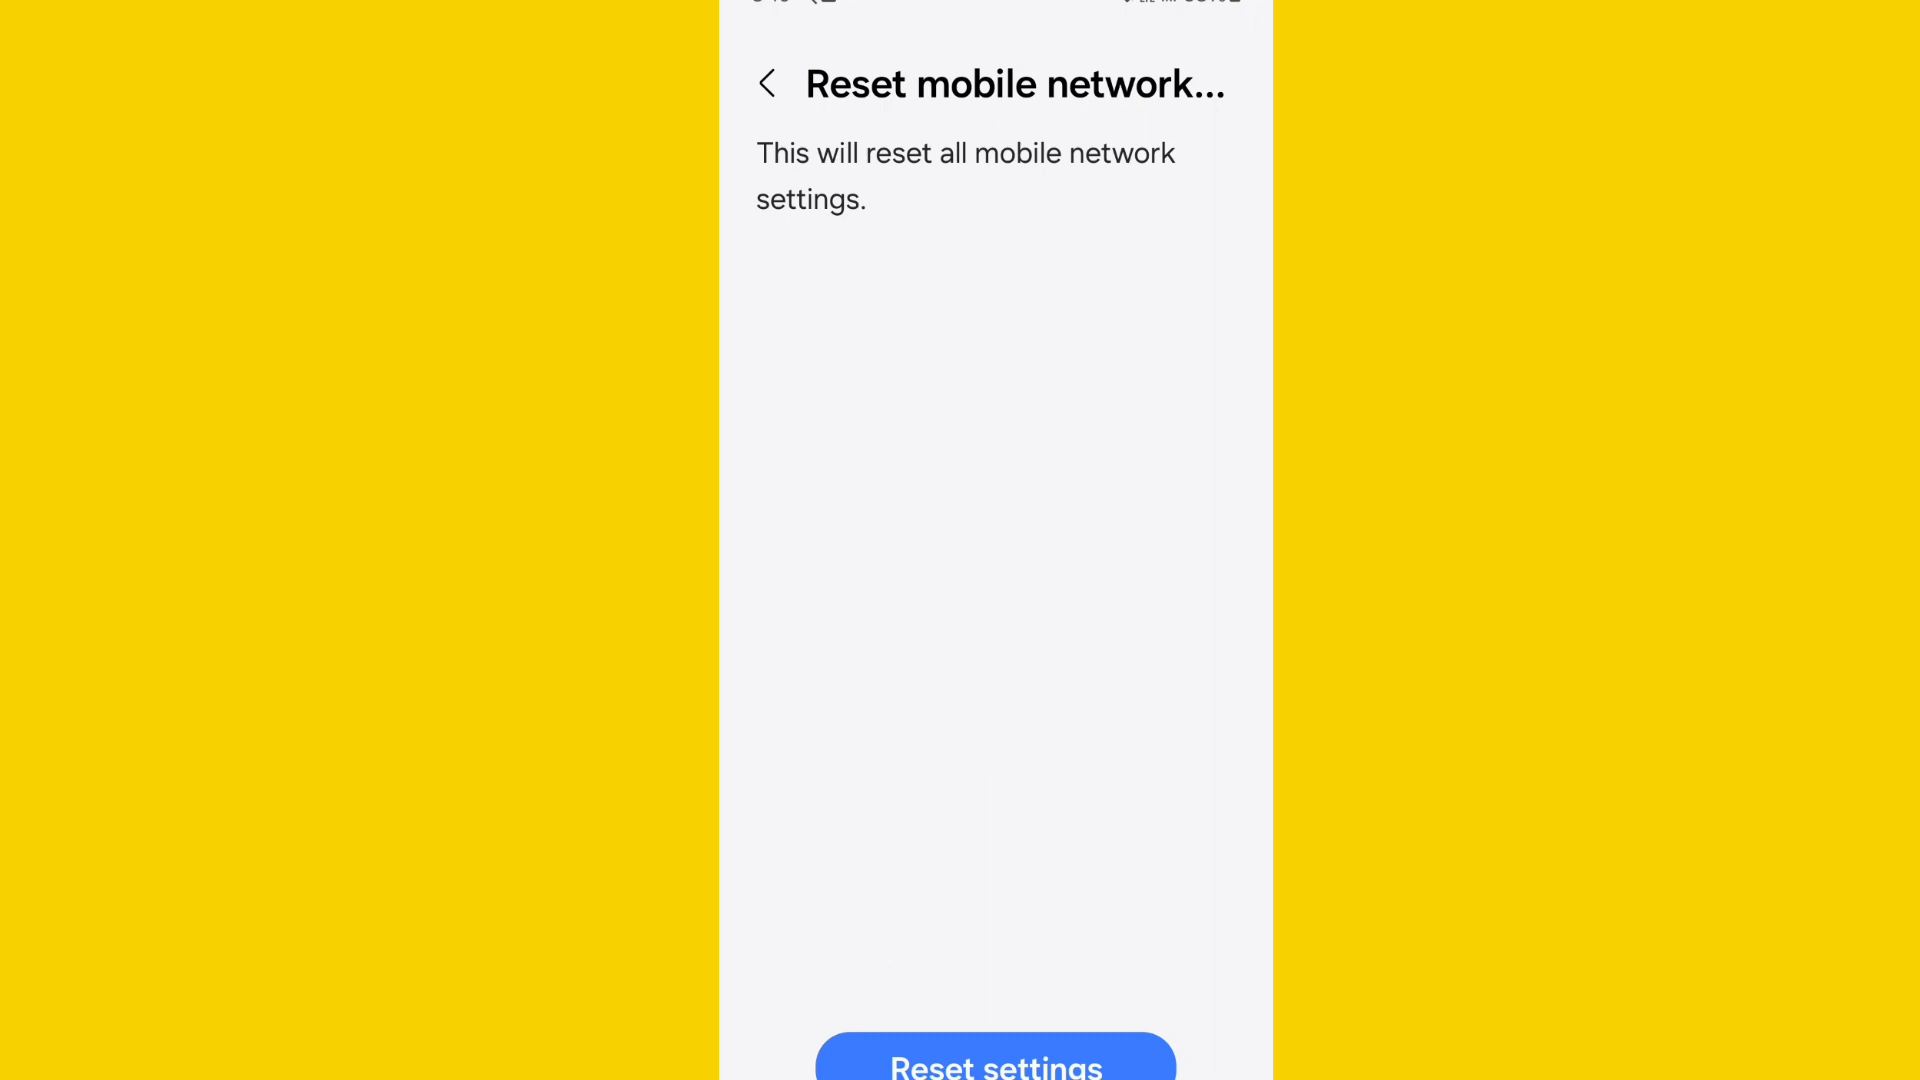 Reset mobile network...
This will reset all mobile network
settings.
Reset settings